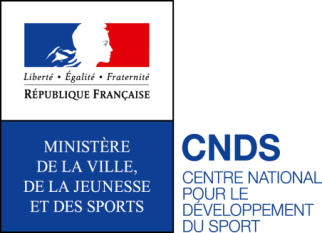 Liberté • Égalité • Fraternité
RÉPUBLIQUE FRANÇAISE
MINISTÈRE
DE LA VILLE,
DE LA JEUNESSE
ET DES SPORTS
CNDS
CENTRE NATIONAL
POUR LE
DÉVELOPPEMENT
DU SPORT